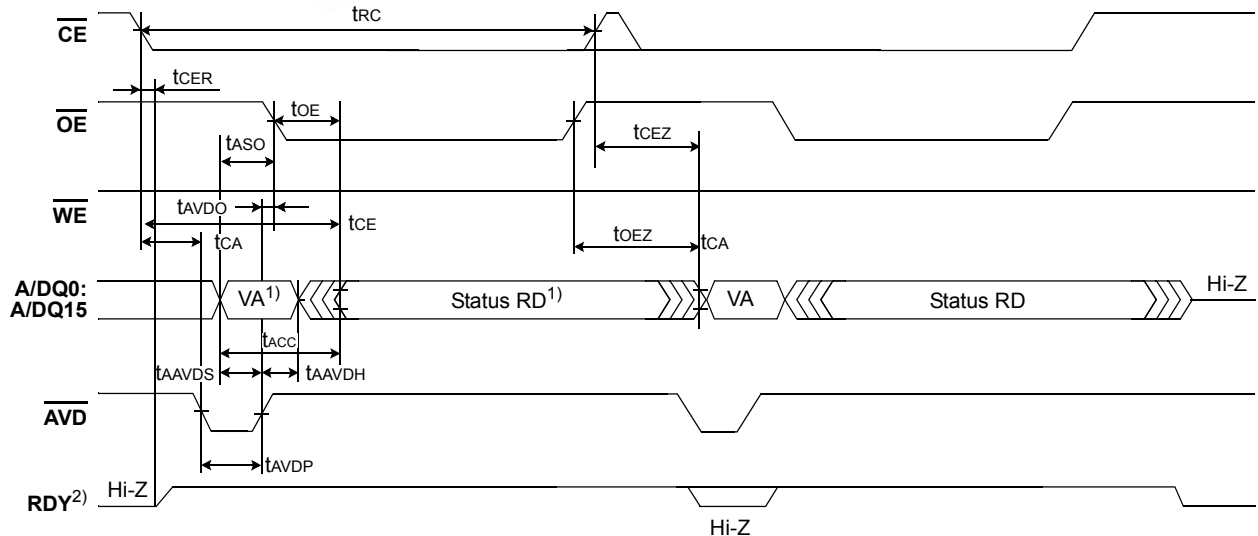 tRC
CE
tCER
tOE
OE
tCEZ
tASO
WE
tAVDO
tCE
tCA
tOEZ
tCA
A/DQ0:
A/DQ15
VA1)
Status RD1)
VA
Status RD
Hi-Z
tACC
tAAVDS
tAAVDH
AVD
tAVDP
Hi-Z
RDY2)
Hi-Z